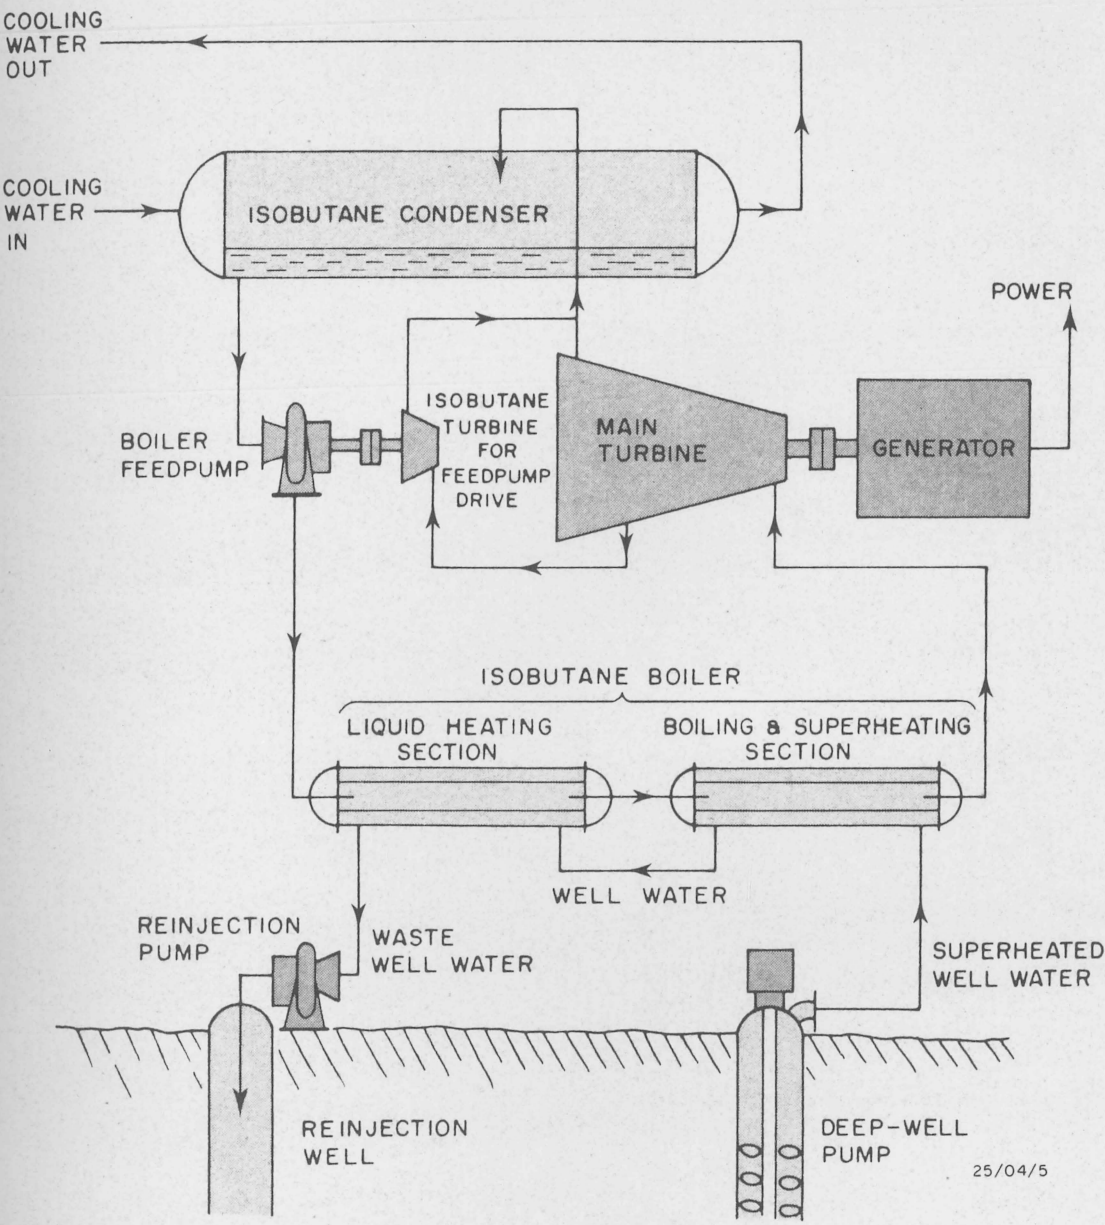 COOLING
WATER
OUT
COOLING
WATER
IN
ISOBUTANE CONDENSER
POWER
ISOBUTANE
TURBINE
FOR
FEEDPUMP
DRIVE
MAIN
TURBINE
GENERATOR
BOILER
FEEDPUMP
ISOBUTANE BOILER
LIQUID HEATING
SECTION
BOILING & SUPERHEATING
SECTION
WELL WATER
REINJECTION
PUMP
WASTE
WELL WATER
SUPERHEATED
WELL WATER
REINJECTION
WELL
DEEP-WELL
PUMP
25/04/5